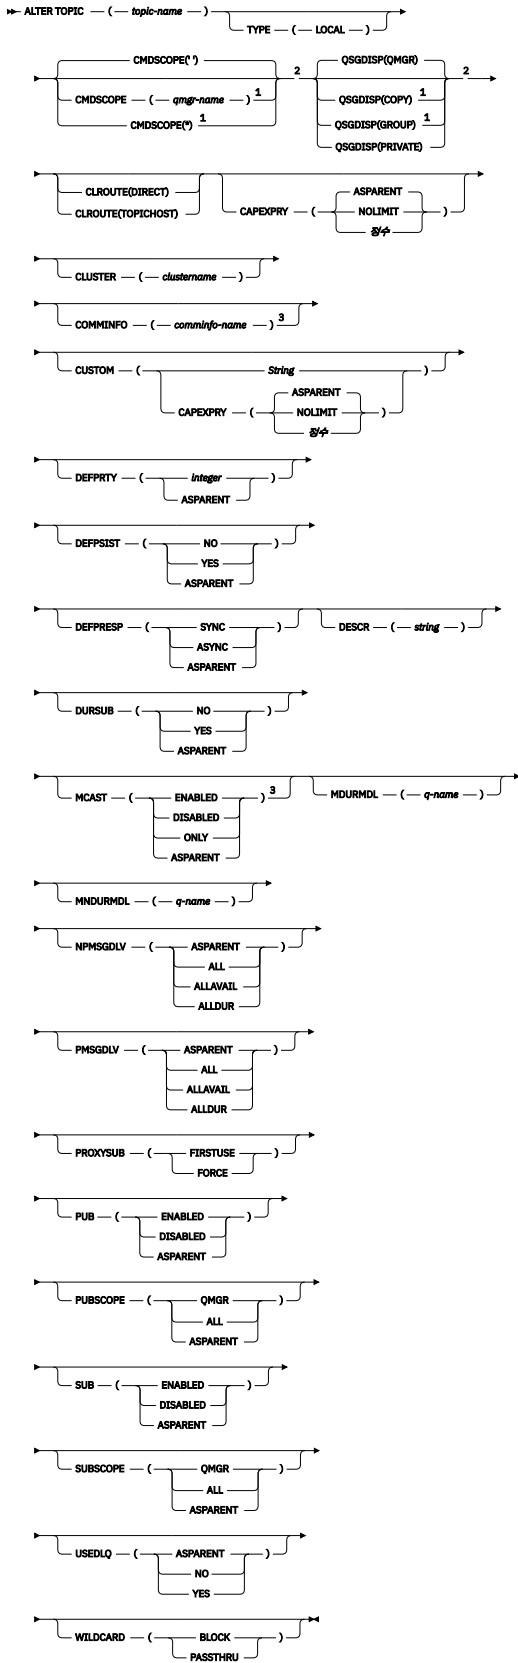 ALTER TOPIC ( topic-name )
TYPE ( LOCAL )
CMDSCOPE(' ')
CMDSCOPE ( qmgr-name ) 1
CMDSCOPE(*) 1
2
QSGDISP(QMGR)
QSGDISP(COPY) 1
QSGDISP(GROUP) 1
QSGDISP(PRIVATE)
2
CLROUTE(DIRECT)
CLROUTE(TOPICHOST)
CAPEXPRY ( ASPARENT )
NOLIMIT
정수
CLUSTER ( clustername )
COMMINFO ( comminfo-name ) 3
CUSTOM ( String )
CAPEXPRY ( ASPARENT )
NOLIMIT
정수
DEFPRTY ( integer )
ASPARENT
DEFPSIST ( NO )
YES
ASPARENT
DEFPRESP ( SYNC )
ASYNC
ASPARENT
DESCR ( string )
DURSUB ( NO )
YES
ASPARENT
MCAST ( ENABLED ) 3
DISABLED
ONLY
ASPARENT
MDURMDL ( q-name )
MNDURMDL ( q-name )
NPMSGDLV ( ASPARENT )
ALL
ALLAVAIL
ALLDUR
PMSGDLV ( ASPARENT )
ALL
ALLAVAIL
ALLDUR
PROXYSUB ( FIRSTUSE )
FORCE
PUB ( ENABLED )
DISABLED
ASPARENT
PUBSCOPE ( QMGR )
ALL
ASPARENT
SUB ( ENABLED )
DISABLED
ASPARENT
SUBSCOPE ( QMGR )
ALL
ASPARENT
USEDLQ ( ASPARENT )
NO
YES
WILDCARD ( BLOCK )
PASSTHRU